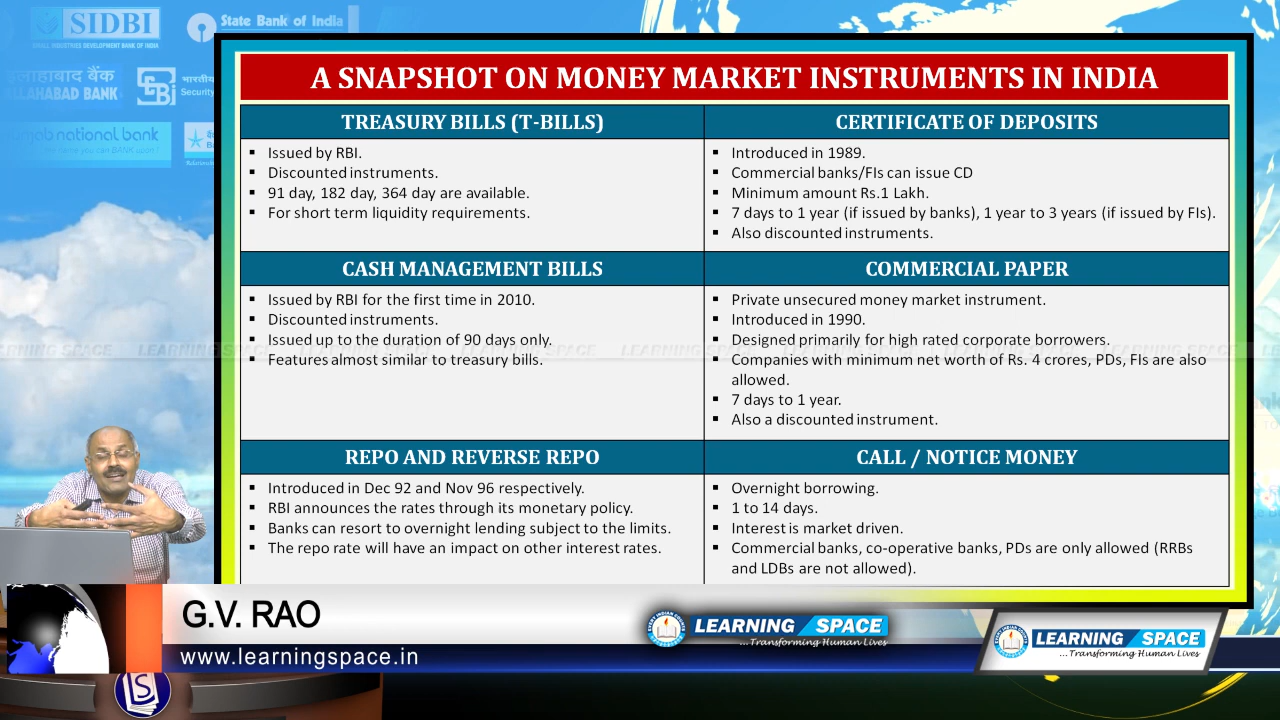 SIDBI
State Bank of India
इलाहाबाद बैंक
ALLAHABAD BANK
SEBI
भारतीय
Security
punjab national bank
A SNAPSHOT ON MONEY MARKET INSTRUMENTS IN INDIA
TREASURY BILLS (T-BILLS)
▪ Issued by RBI.
▪ Discounted instruments.
▪ 91 day, 182 day, 364 day are available.
▪ For short term liquidity requirements.
CERTIFICATE OF DEPOSITS
▪ Introduced in 1989.
▪ Commercial banks/FIs can issue CD
▪ Minimum amount Rs.1 Lakh.
▪ 7 days to 1 year (if issued by banks), 1 year to 3 years (if issued by FIs).
▪ Also discounted instruments.
CASH MANAGEMENT BILLS
▪ Issued by RBI for the first time in 2010.
▪ Discounted instruments.
▪ Issued up to the duration of 90 days only.
▪ Features almost similar to treasury bills.
COMMERCIAL PAPER
▪ Private unsecured money market instrument.
▪ Introduced in 1990.
▪ Designed primarily for high rated corporate borrowers.
▪ Companies with minimum net worth of Rs. 4 crores, PDs, FIs are also
allowed.
▪ 7 days to 1 year.
▪ Also a discounted instrument.
LEARNING SPACE
REPO AND REVERSE REPO
▪ Introduced in Dec 92 and Nov 96 respectively.
▪ RBI announces the rates through its monetary policy.
▪ Banks can resort to overnight lending subject to the limits.
▪ The repo rate will have an impact on other interest rates.
CALL / NOTICE MONEY
▪ Overnight borrowing.
▪ 1 to 14 days.
▪ Interest is market driven.
▪ Commercial banks, co-operative banks, PDs are only allowed (RRBs
and LDBs are not allowed).
G.V. RAO
www.learningspace.in
LEARNING SPACE
...Transforming Human Lives
LEARNING SPACE
...Transforming Human Lives
LS